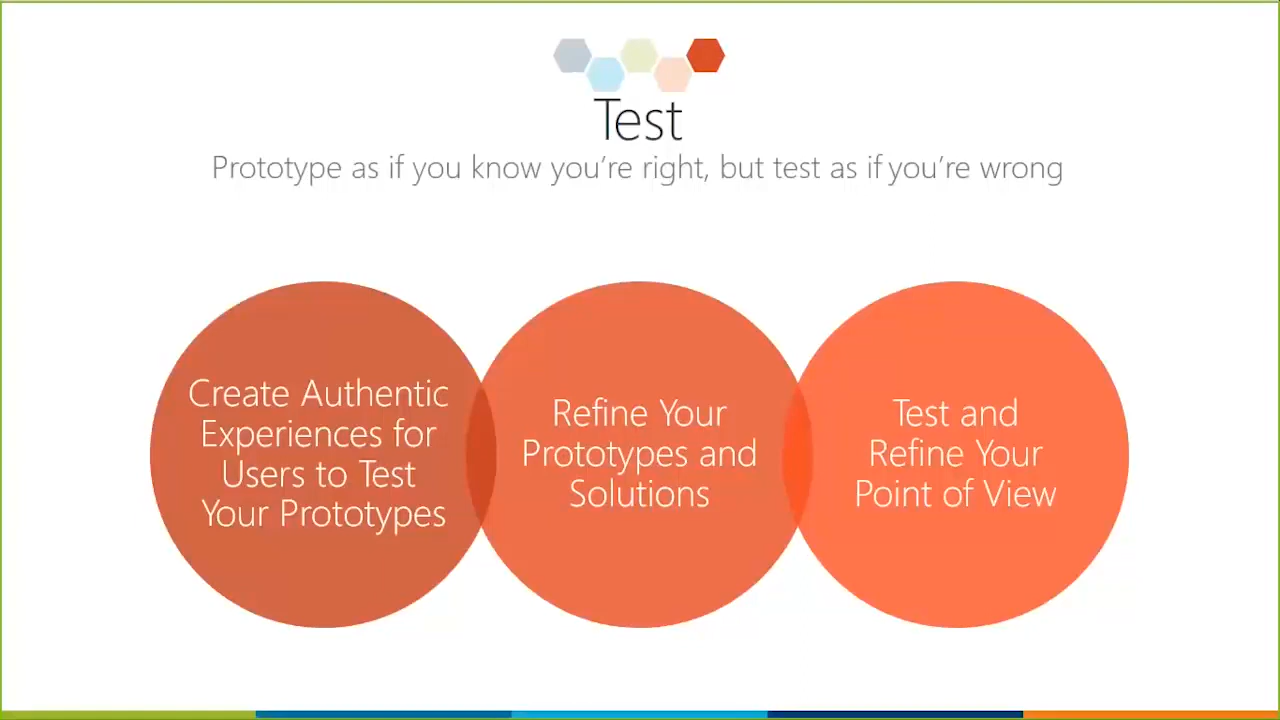 Test
Prototype as if you know you're right, but test as if you're wrong
Create Authentic
Experiences for
Users to Test
Your Prototypes
Refine Your
Prototypes and
Solutions
Test and
Refine Your
Point of View